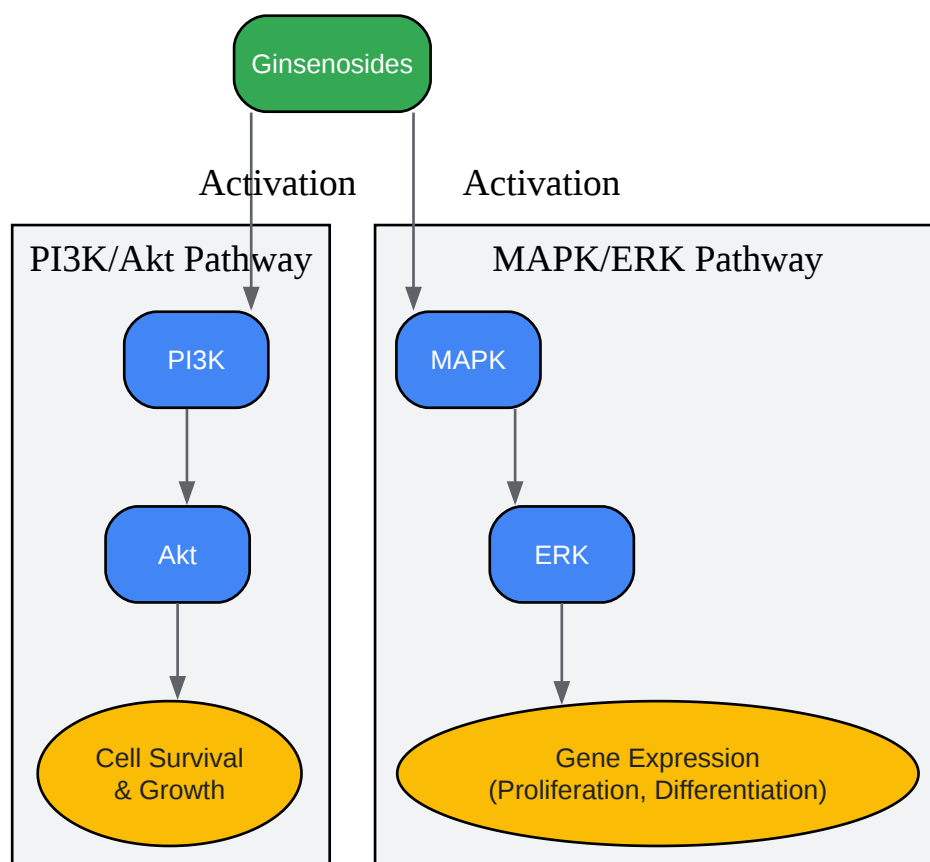 Ginsenosides
Activation
Activation
PI3K/Akt Pathway
MAPK/ERK Pathway
PI3K
MAPK
Akt
ERK
Cell Survival
& Growth
Gene Expression
(Proliferation, Differentiation)